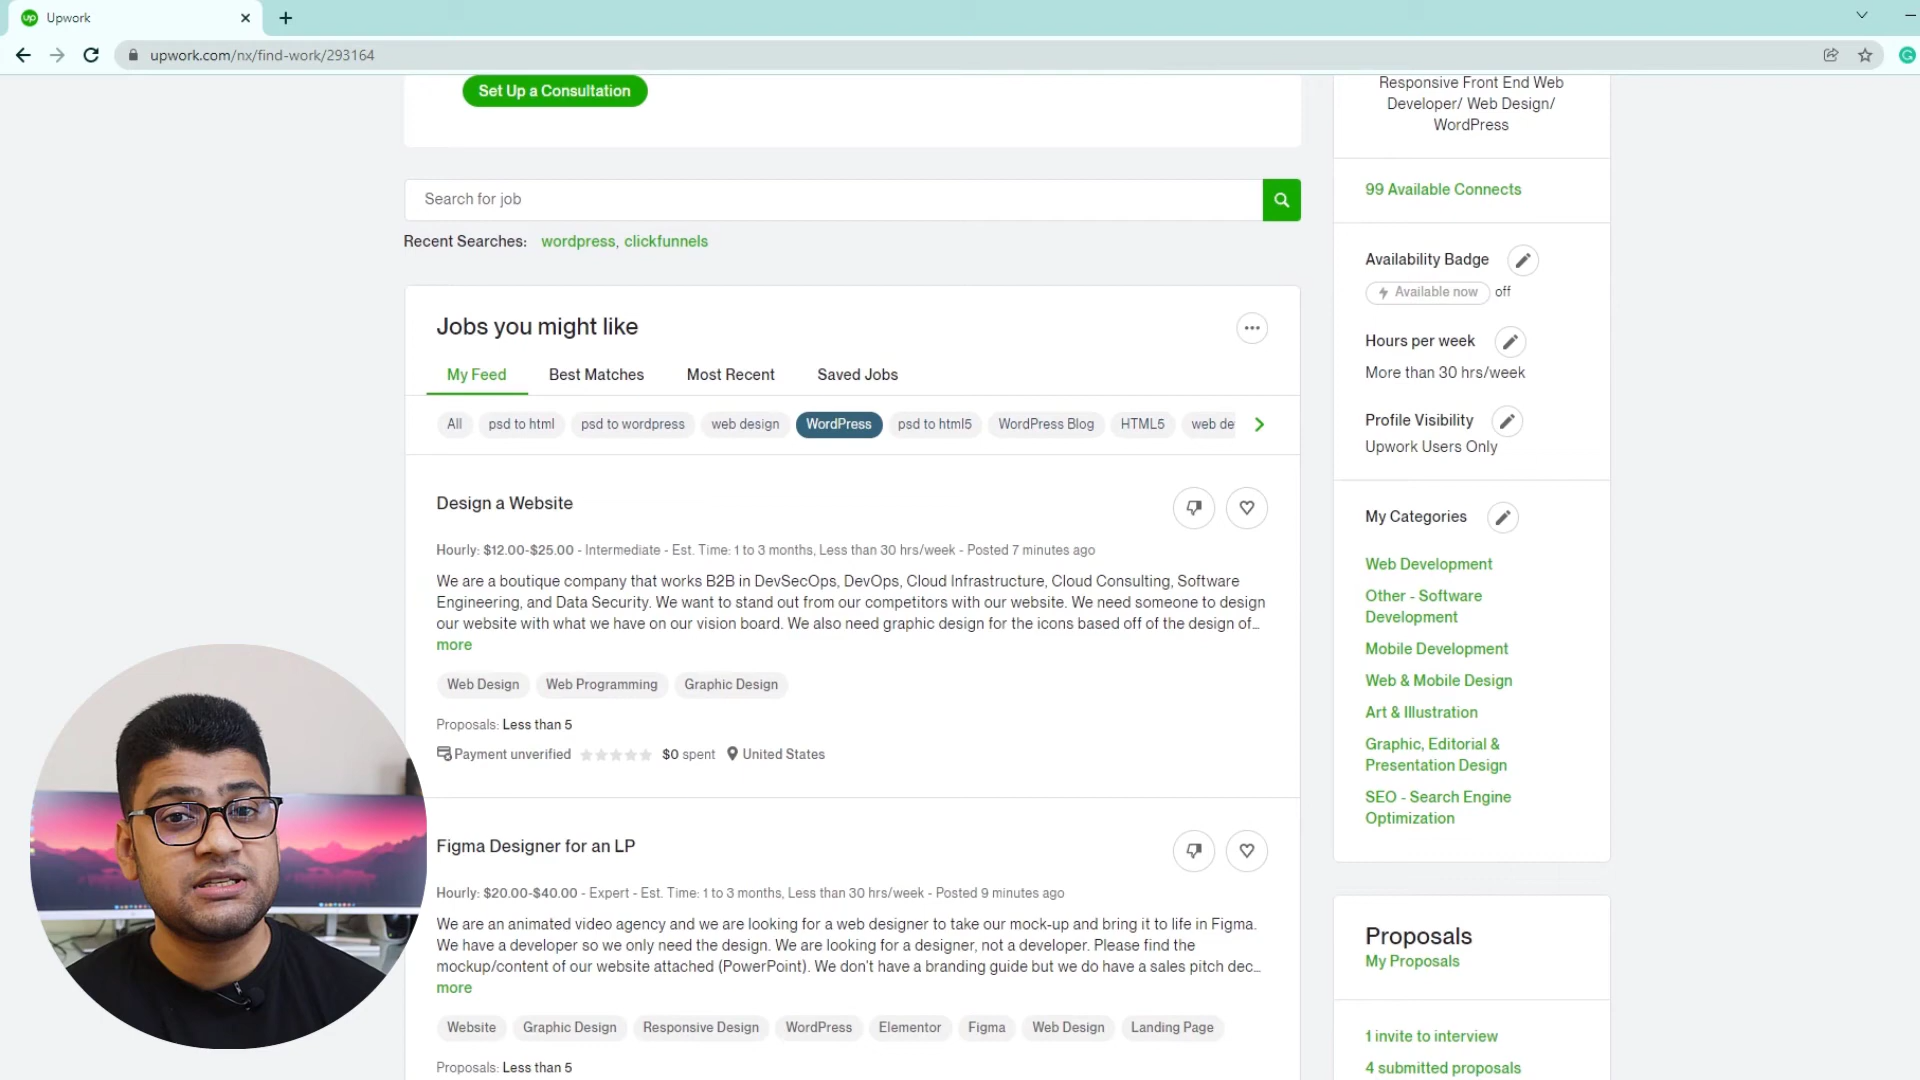 Upwork
upwork.com/nx/find-work/293164
Set Up a Consultation
Search for job
Recent Searches: wordpress, clickfunnels
Jobs you might like
My Feed Best Matches Most Recent Saved Jobs
All psd to html psd to wordpress web design WordPress psd to html5 WordPress Blog HTML5 web de
Design a Website
Hourly: $12.00-$25.00 - Intermediate - Est. Time: 1 to 3 months, Less than 30 hrs/week - Posted 7 minutes ago
We are a boutique company that works B2B in DevSecOps, DevOps, Cloud Infrastructure, Cloud Consulting, Software
Engineering, and Data Security. We want to stand out from our competitors with our website. We need someone to design
our website with what we have on our vision board. We also need graphic design for the icons based off of the design of...
more
Web Design Web Programming Graphic Design
Proposals: Less than 5
Payment unverified $0 spent United States
Figma Designer for an LP
Hourly: $20.00-$40.00 - Expert - Est. Time: 1 to 3 months, Less than 30 hrs/week - Posted 9 minutes ago
We are an animated video agency and we are looking for a web designer to take our mock-up and bring it to life in Figma.
We have a developer so we only need the design. We are looking for a designer, not a developer. Please find the
mockup/content of our website attached (PowerPoint). We don't have a branding guide but we do have a sales pitch dec...
more
Website Graphic Design Responsive Design WordPress Elementor Figma Web Design Landing Page
Proposals: Less than 5
Responsive Front End Web
Developer/ Web Design/
WordPress
99 Available Connects
Availability Badge
Available now off
Hours per week
More than 30 hrs/week
Profile Visibility
Upwork Users Only
My Categories
Web Development
Other - Software
Development
Mobile Development
Web & Mobile Design
Art & Illustration
Graphic, Editorial &
Presentation Design
SEO - Search Engine
Optimization
Proposals
My Proposals
1 invite to interview
4 submitted proposals